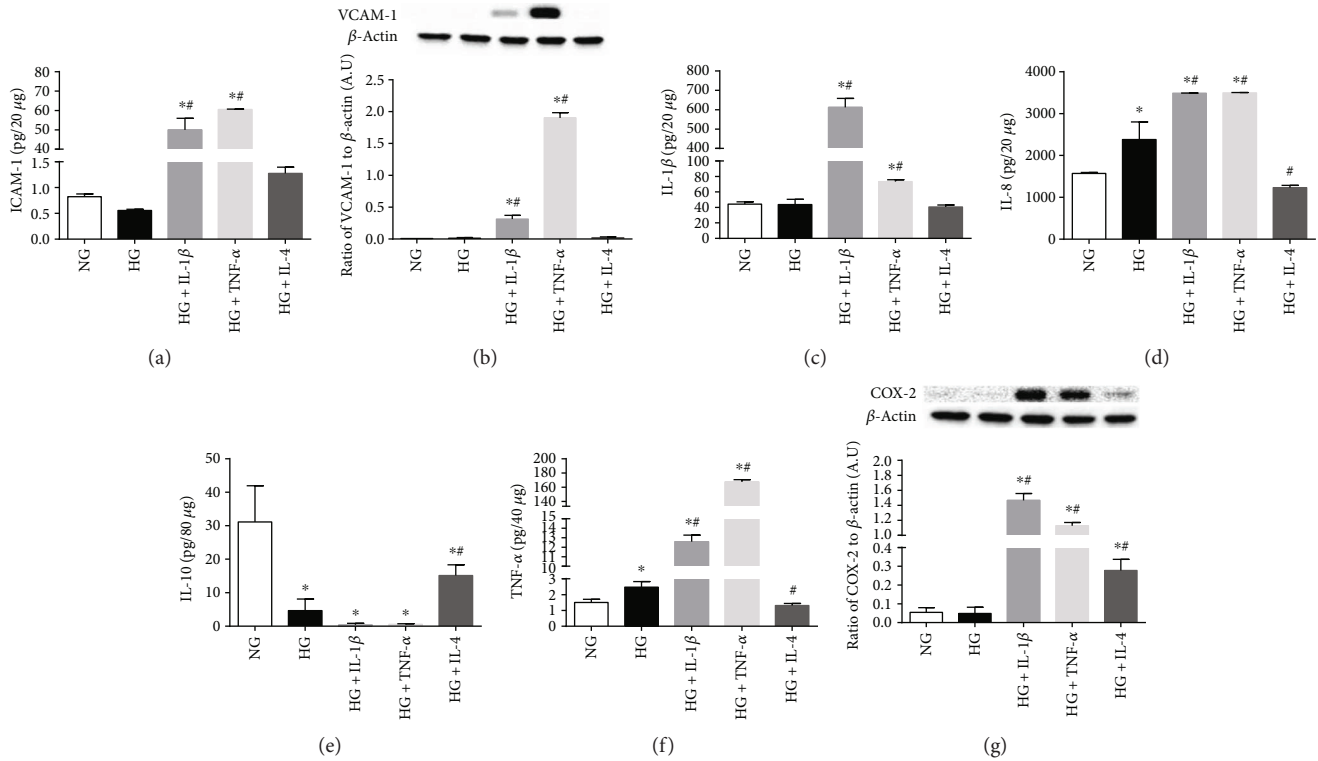 ICAM-1 (pg/20 μg)
80
70
60
50
40
1.5
1.0
0.5
0.0
*#
*#
NG
HG
HG + IL-1β
HG + TNF-α
HG + IL-4
(a)
VCAM-1
β-Actin
Ratio of VCAM-1 to β-actin (A.U)
2.5
2.0
1.5
1.0
0.5
0.0
*#
*#
NG
HG
HG + IL-1β
HG + TNF-α
HG + IL-4
(b)
IL-1β (pg/20 μg)
800
700
600
500
400
300
200
100
80
60
40
20
0
*#
*#
NG
HG
HG + IL-1β
HG + TNF-α
HG + IL-4
(c)
IL-8 (pg/20 μg)
4000
3000
2000
1000
0
*
*#
*#
#
NG
HG
HG + IL-1β
HG + TNF-α
HG + IL-4
(d)
IL-10 (pg/80 μg)
50
40
30
20
10
0
*
*
*
*#
NG
HG
HG + IL-1β
HG + TNF-α
HG + IL-4
(e)
TNF-α (pg/40 μg)
200
180
160
140
15
14
13
12
11
10
3
2
1
0
*
*#
*#
#
NG
HG
HG + IL-1β
HG + TNF-α
HG + IL-4
(f)
COX-2
β-Actin
Ratio of COX-2 to β-actin (A.U)
2.0
1.8
1.6
1.4
1.2
1.0
0.4
0.3
0.2
0.1
0.0
*#
*#
*#
NG
HG
HG + IL-1β
HG + TNF-α
HG + IL-4
(g)